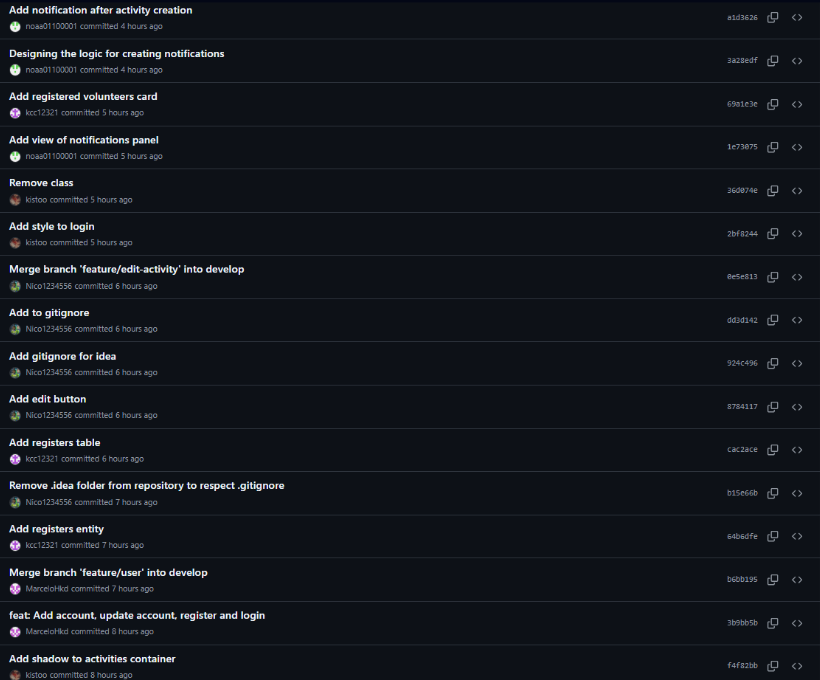 Add notification after activity creation
a1d3626
noaa01100001 committed 4 hours ago
Designing the logic for creating notifications
3a28edf
noaa01100001 committed 4 hours ago
Add registered volunteers card
69a1e3e
kcc12321 committed 5 hours ago
Add view of notifications panel
1e73075
noaa01100001 committed 5 hours ago
Remove class
36d074e
kistoo committed 5 hours ago
Add style to login
2bf8244
kistoo committed 5 hours ago
Merge branch 'feature/edit-activity' into develop
0e5e813
Nico1234556 committed 6 hours ago
Add to gitignore
dd3d142
Nico1234556 committed 6 hours ago
Add gitignore for idea
924c496
Nico1234556 committed 6 hours ago
Add edit button
8784117
Nico1234556 committed 6 hours ago
Add registers table
cac2ace
kcc12321 committed 6 hours ago
Remove .idea folder from repository to respect .gitignore
b15e66b
Nico1234556 committed 7 hours ago
Add registers entity
64b6dfe
kcc12321 committed 7 hours ago
Merge branch 'feature/user' into develop
b6bb195
MarceloHkd committed 7 hours ago
feat: Add account, update account, register and login
3b9bb5b
MarceloHkd committed 8 hours ago
Add shadow to activities container
f4f82bb
kistoo committed 8 hours ago